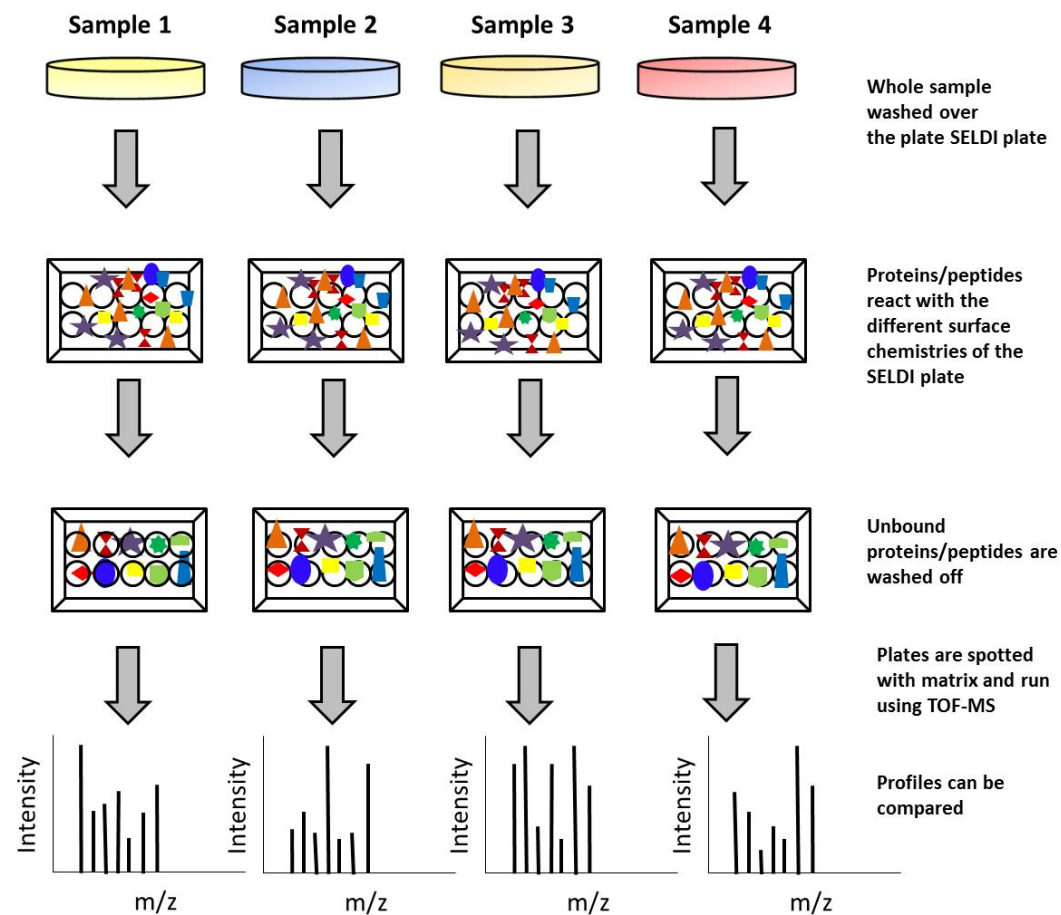 Sample 1
Sample 2
Sample 3
Sample 4
Whole sample
washed over
the plate SELDI plate
Proteins/peptides
react with the
different surface
chemistries of the
SELDI plate
Unbound
proteins/peptides are
washed off
Plates are spotted
with matrix and run
using TOF-MS
Profiles can be
compared
Intensity
Intensity
Intensity
Intensity
m/z
m/z
m/z
m/z